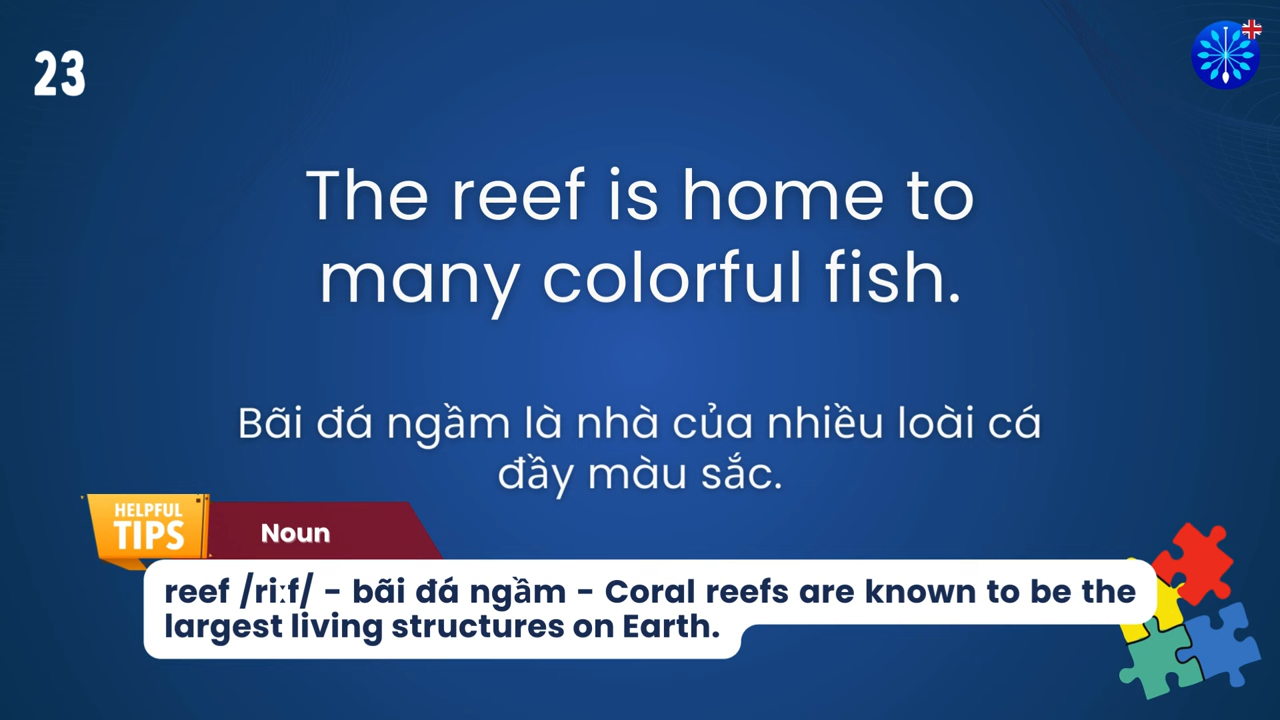 23
The reef is home to
many colorful fish.
Bãi đá ngầm là nhà của nhiều loài cá
đầy màu sắc.
HELPFUL
TIPS
Noun
reef /riːf/ - bãi đá ngầm - Coral reefs are known to be the
largest living structures on Earth.